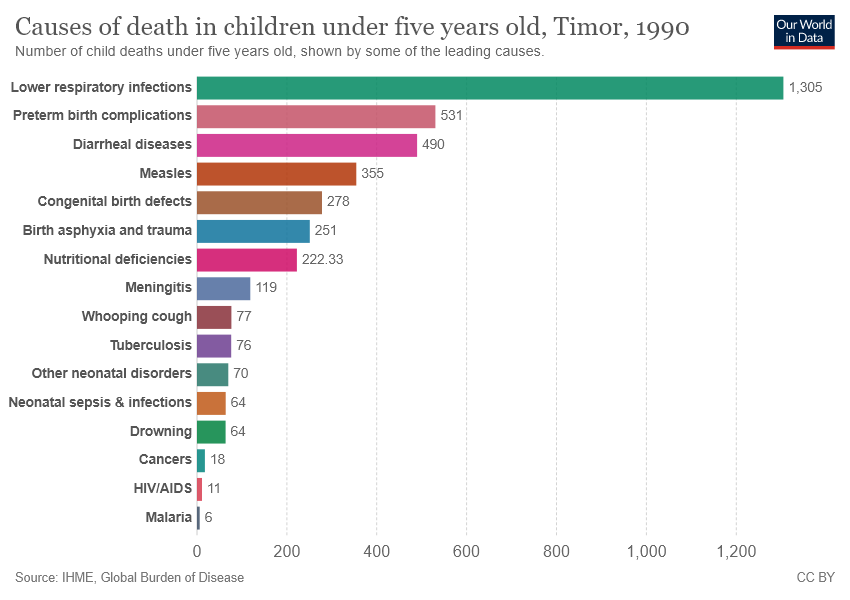 Causes of death in children under five years old, Timor, 1990
Number of child deaths under five years old, shown by some of the leading causes.
Our World
in Data
Lower respiratory infections 1,305
Preterm birth complications 531
Diarrheal diseases 490
Measles 355
Congenital birth defects 278
Birth asphyxia and trauma 251
Nutritional deficiencies 222.33
Meningitis 119
Whooping cough 77
Tuberculosis 76
Other neonatal disorders 70
Neonatal sepsis & infections 64
Drowning 64
Cancers 18
HIV/AIDS 11
Malaria 6
0 200 400 600 800 1,000 1,200
Source: IHME, Global Burden of Disease CC BY